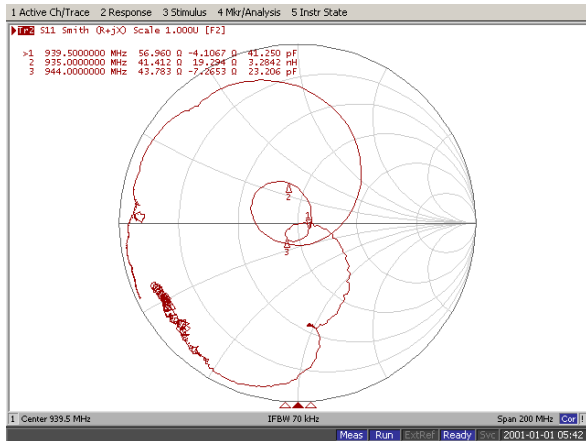 1 Active Ch/Trace 2 Response 3 Stimulus 4 Mkr/Analysis 5 Instr State
Tr2 S11 Smith (R+jX) Scale 1.000U [F2]
>1 939.5000000 MHz 56.960 Ω -4.1067 Ω 41.250 pF
2 935.0000000 MHz 41.412 Ω 19.294 Ω 3.2842 nH
3 944.0000000 MHz 43.783 Ω -7.2653 Ω 23.206 pF
2
1
3
1 Center 939.5 MHz IFBW 70 kHz Span 200 MHz Cor !
Meas Run ExtRef Ready Svc 2001-01-01 05:42